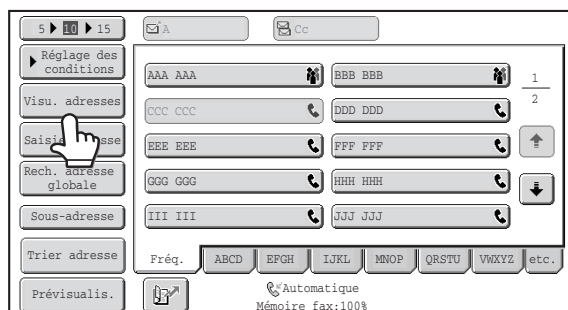 5 10 15
A
Cc
Réglage des
conditions
Visu. adresses
Saisie
Rech. adresse
globale
Sous-adresse
Trier adresse
Prévisualis.
AAA AAA
BBB BBB
CCC CCC
DDD DDD
EEE EEE
FFF FFF
GGG GGG
HHH HHH
III III
JJJ JJJ
1
2
Fréq.
ABCD
EFGH
IJKL
MNOP
QRSTU
VWXYZ
etc.
Automatique
Mémoire fax:100%